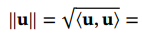 ‖u‖ = √⟨u, u⟩ =